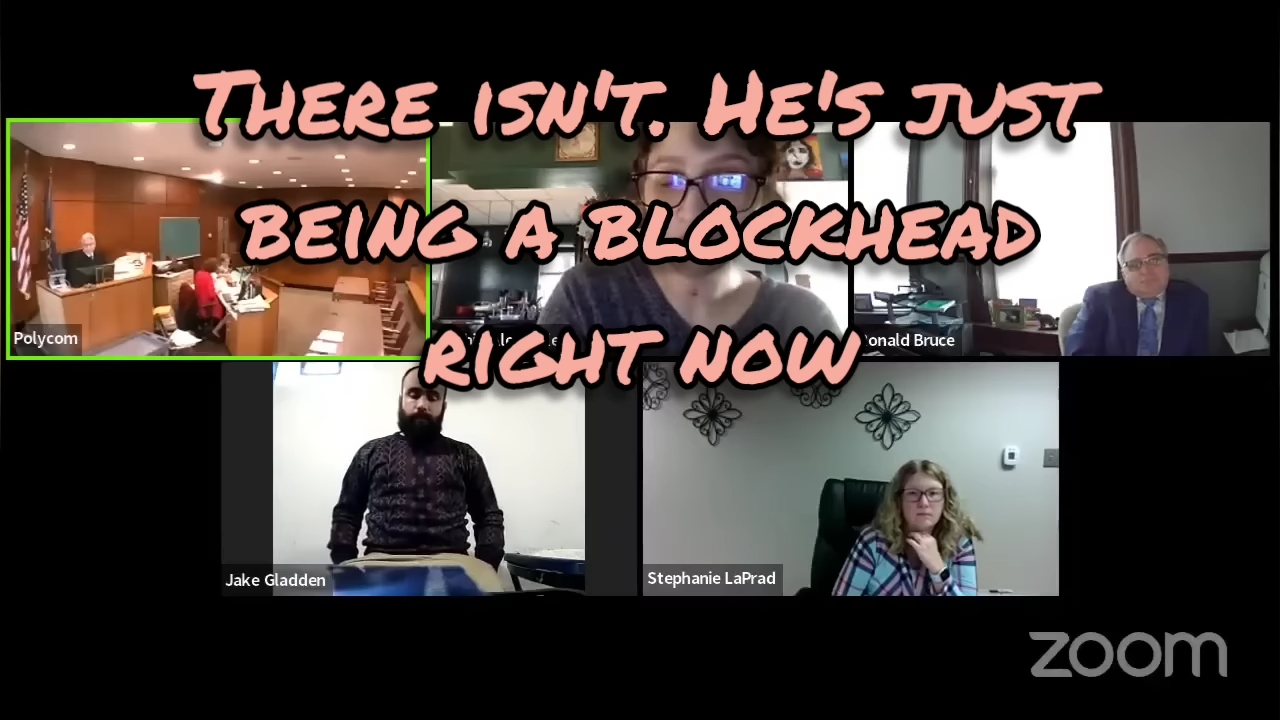 There isn't. He's just
being a blockhead
right now
Polycom
onald Bruce
Jake Gladden
Stephanie LaPrad
zoom